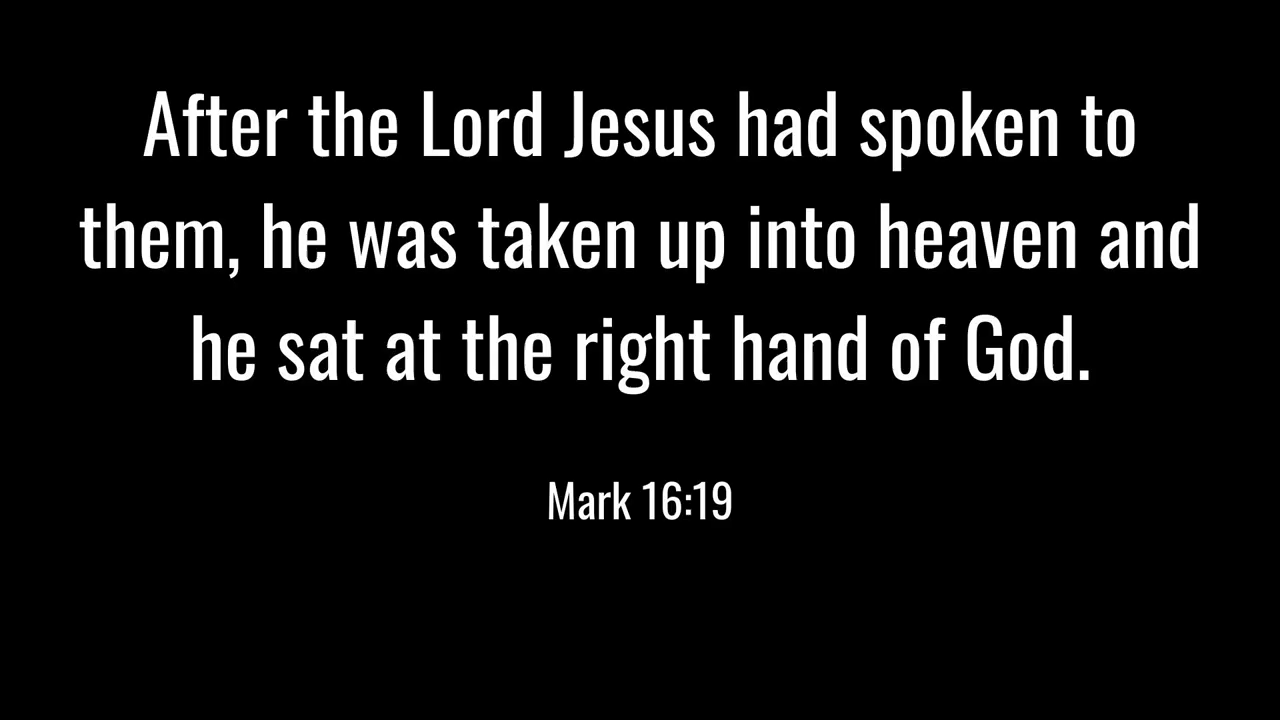 After the Lord Jesus had spoken to
them, he was taken up into heaven and
he sat at the right hand of God.
Mark 16:19